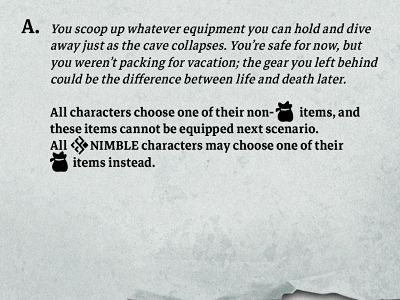 A. You scoop up whatever equipment you can hold and dive
away just as the cave collapses. You're safe for now, but
you weren't packing for vacation; the gear you left behind
could be the difference between life and death later.
All characters choose one of their non- items, and
these items cannot be equipped next scenario.
All NIMBLE characters may choose one of their
items instead.